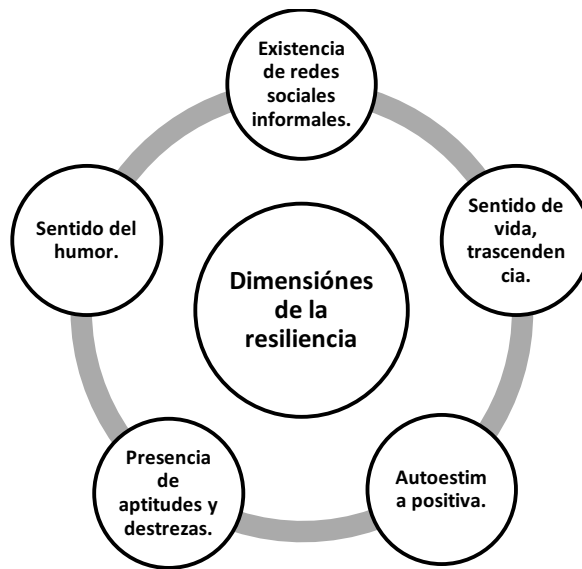 Existencia
de redes
sociales
informales.
Sentido de
vida,
trascenden
cia.
Autoestim
a positiva.
Presencia
de
aptitudes y
destrezas.
Sentido del
humor.
Dimensiónes
de la
resiliencia